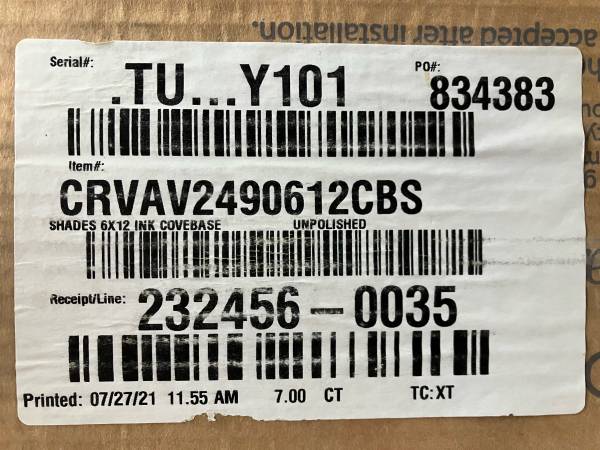 accepted after installation.
Serial#:
.TU...Y101
PO#:
834383
Item#:
CRVAV2490612CBS
SHADES 6X12 INK COVEBASE UNPOLISHED
Receipt/Line: 232456-0035
Printed: 07/27/21 11.55 AM 7.00 CT TC:XT